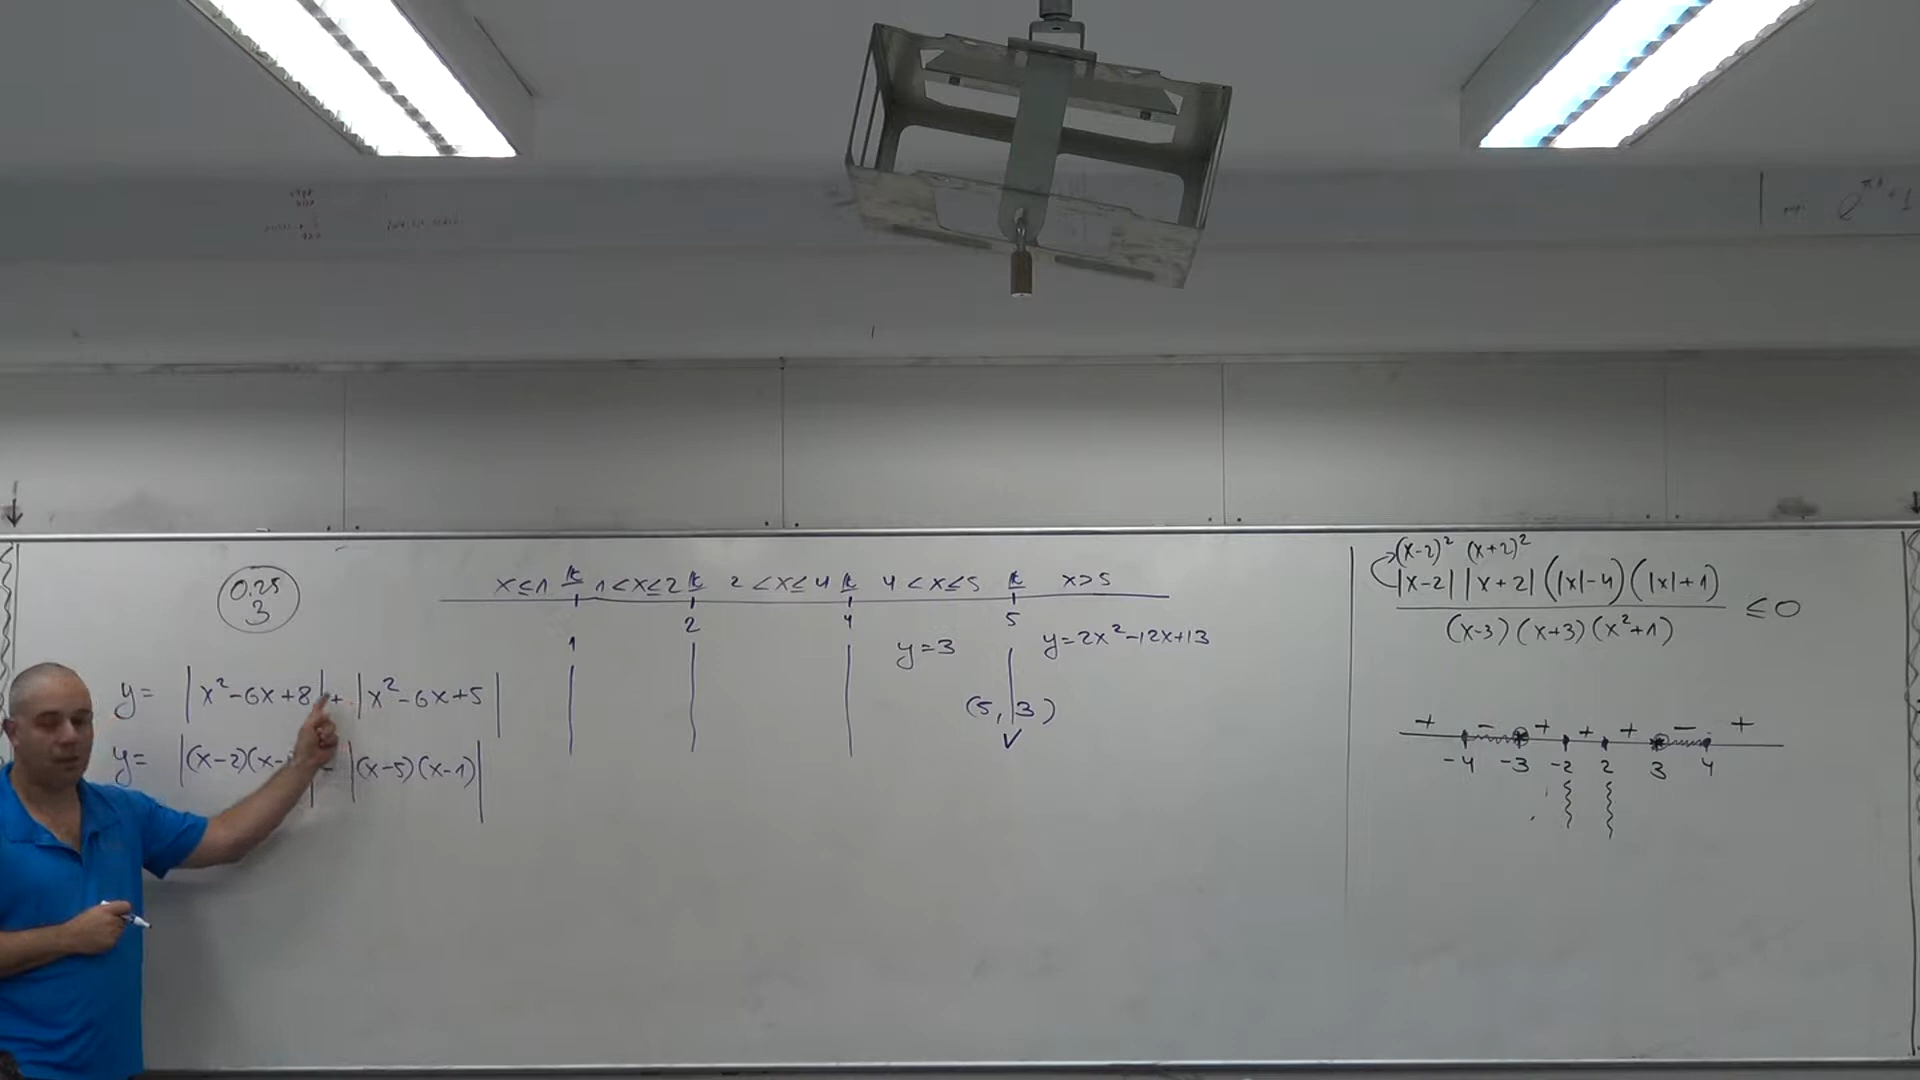 0.25
3
x≤1 1<x≤2 2<x≤4 4<x≤5 x>5
1 2 4 5
y=3 y=2x²-12x+13
(5, 3)
✓
y= |x²-6x+8| + |x²-6x+5|
y= |(x-2)(x- |(x-5)(x-1)|
(x-2)² (x+2)²
|x-2| |x+2| (|x|-4)(|x|+1)
(x-3)(x+3)(x²+1)
≤0
+ - + + + - +
-4 -3 -2 2 3 4